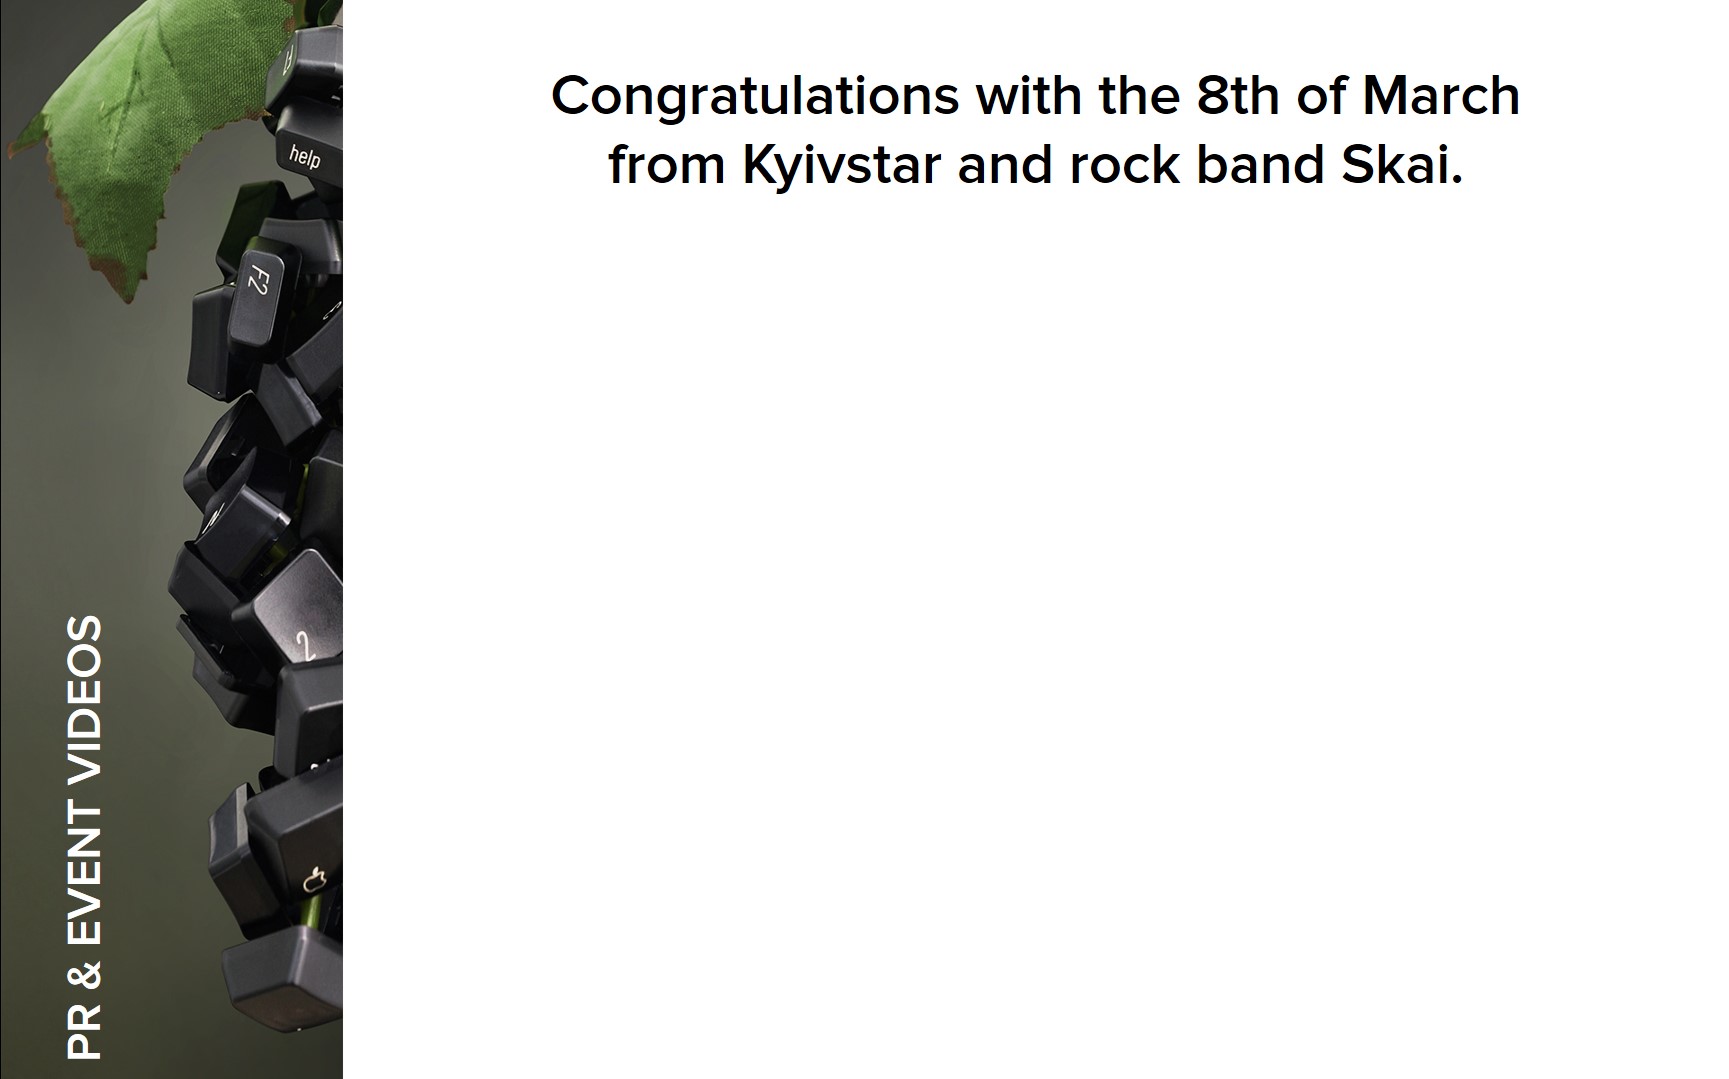 Congratulations with the 8th of March
from Kyivstar and rock band Skai.
help
F2
2
PR & EVENT VIDEOS